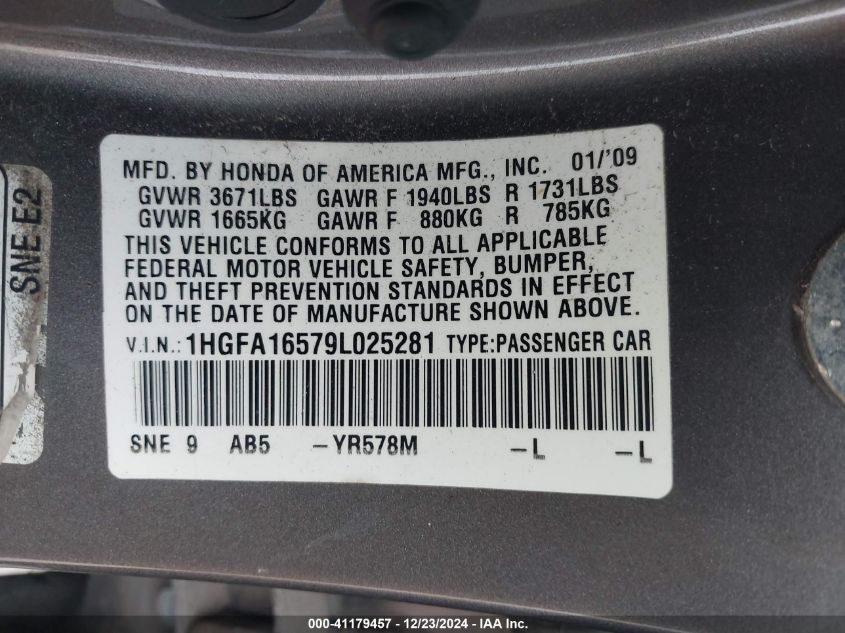 MFD. BY HONDA OF AMERICA MFG., INC. 01/'09
GVWR 3671LBS GAWR F 1940LBS R 1731LBS
GVWR 1665KG GAWR F 880KG R 785KG
THIS VEHICLE CONFORMS TO ALL APPLICABLE
FEDERAL MOTOR VEHICLE SAFETY, BUMPER,
AND THEFT PREVENTION STANDARDS IN EFFECT
ON THE DATE OF MANUFACTURE SHOWN ABOVE.
V.I.N.: 1HGFA16579L025281 TYPE:PASSENGER CAR
SNE 9 AB5 -YR578M -L -L
SNE E2
000-41179457 - 12/23/2024 - IAA Inc.